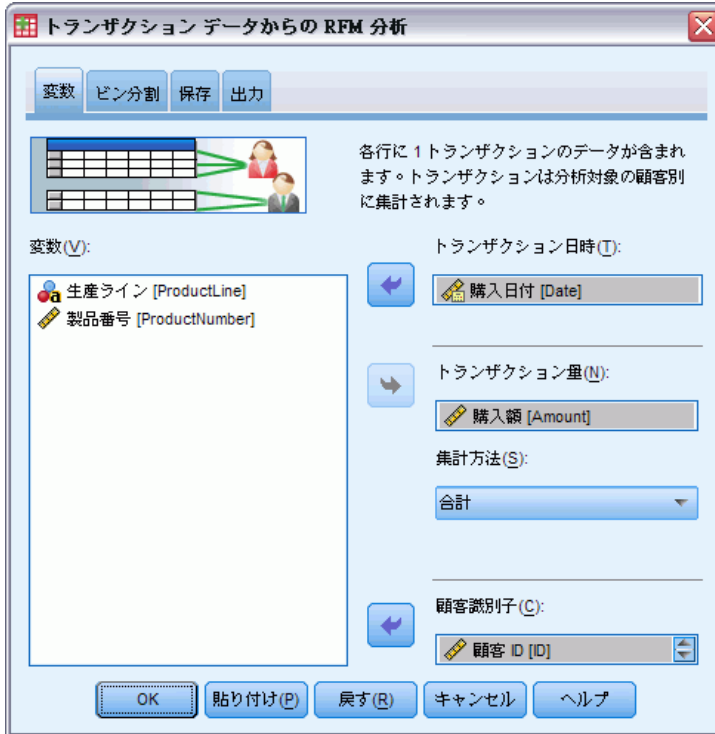 トランザクション データからの RFM 分析
変数 ビン分割 保存 出力
各行に 1 トランザクションのデータが含まれ
ます。トランザクションは分析対象の顧客別
に集計されます。
変数(V):
生産ライン [ProductLine]
製品番号 [ProductNumber]
トランザクション日時(T):
購入日付 [Date]
トランザクション量(N):
購入額 [Amount]
集計方法(S):
合計
顧客識別子(C):
顧客 ID [ID]
OK 貼り付け(P) 戻す(R) キャンセル ヘルプ